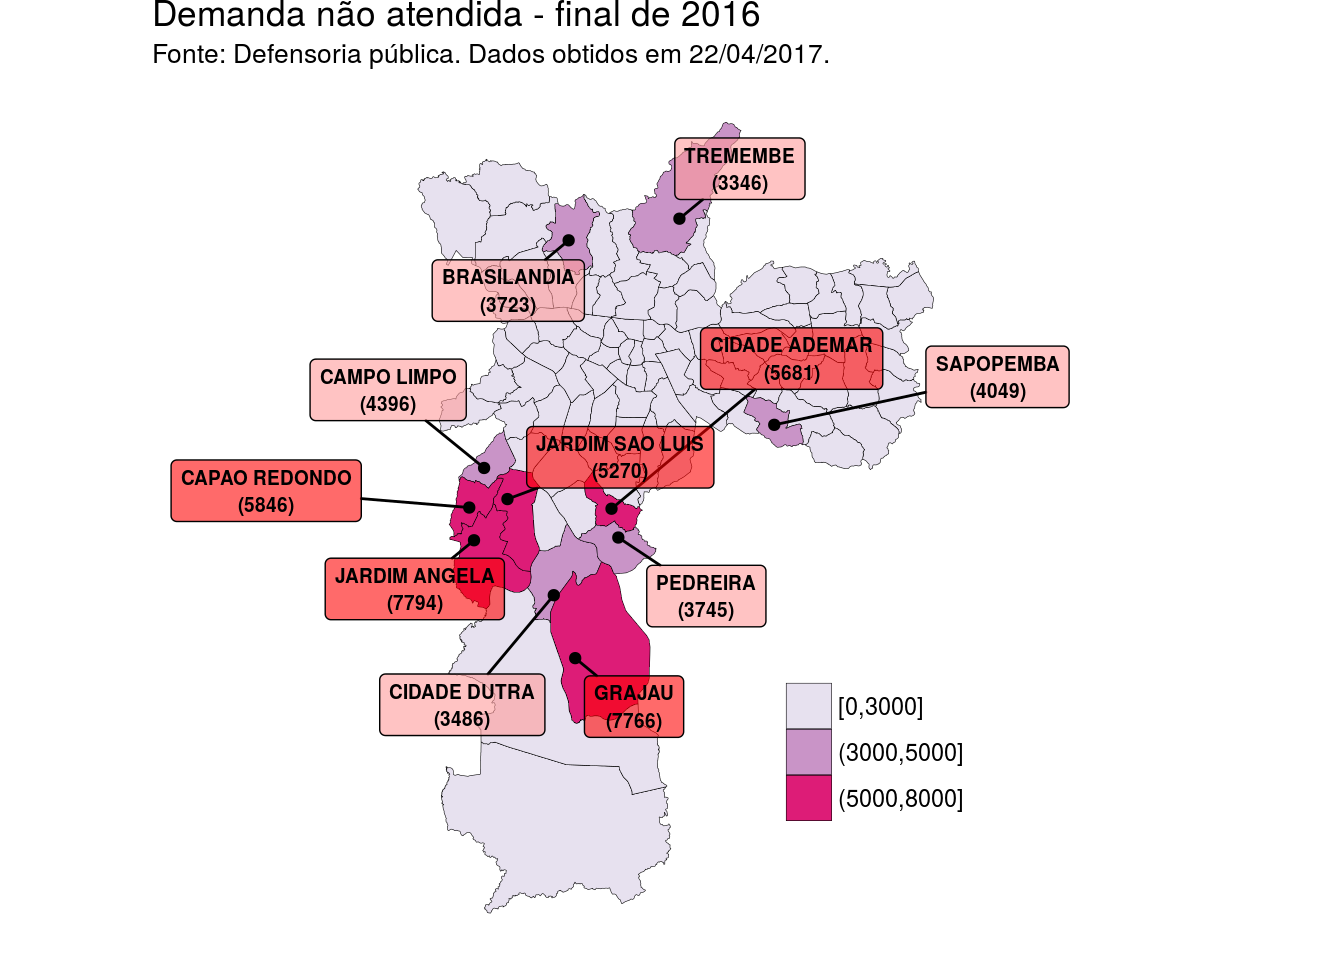 Demanda não atendida - final de 2016
Fonte: Defensoria pública. Dados obtidos em 22/04/2017.
TREMEMBE
(3346)
BRASILANDIA
(3723)
CIDADE ADEMAR
(5681)
SAPOPEMBA
(4049)
CAMPO LIMPO
(4396)
JARDIM SAO LUIS
(5270)
CAPAO REDONDO
(5846)
JARDIM ANGELA
(7794)
PEDREIRA
(3745)
CIDADE DUTRA
(3486)
GRAJAU
(7766)
[0,3000]
(3000,5000]
(5000,8000]